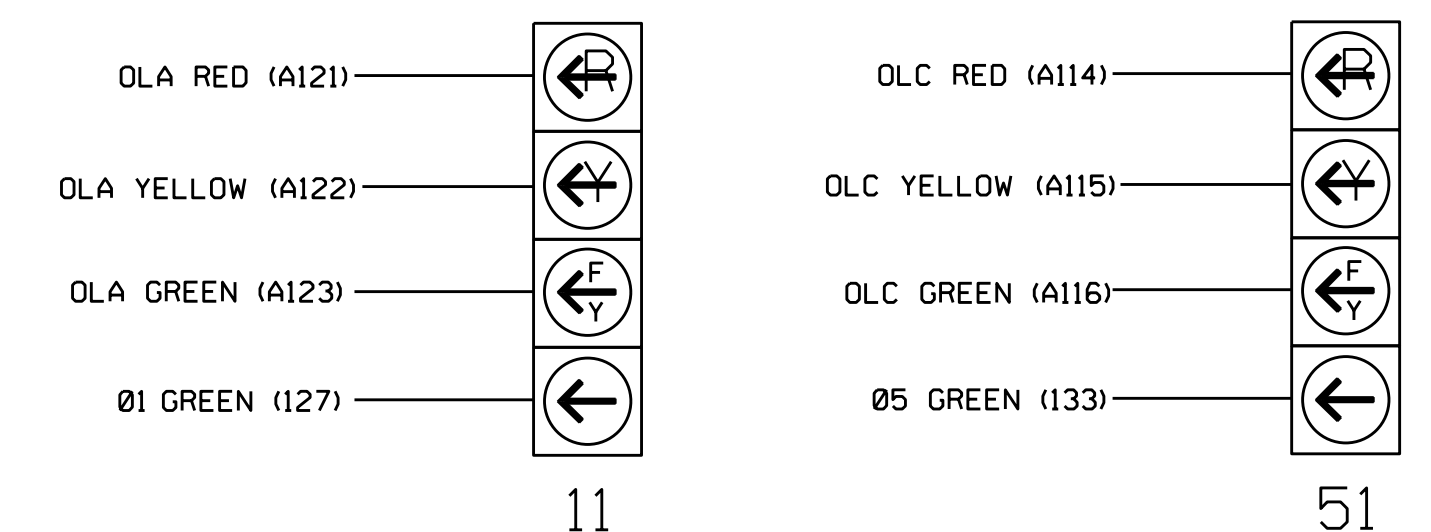 OLA RED (A121)
R
OLA YELLOW (A122)
Y
OLA GREEN (A123)
F
Y
Ø1 GREEN (127)
11
OLC RED (A114)
R
OLC YELLOW (A115)
Y
OLC GREEN (A116)
F
Y
Ø5 GREEN (133)
51